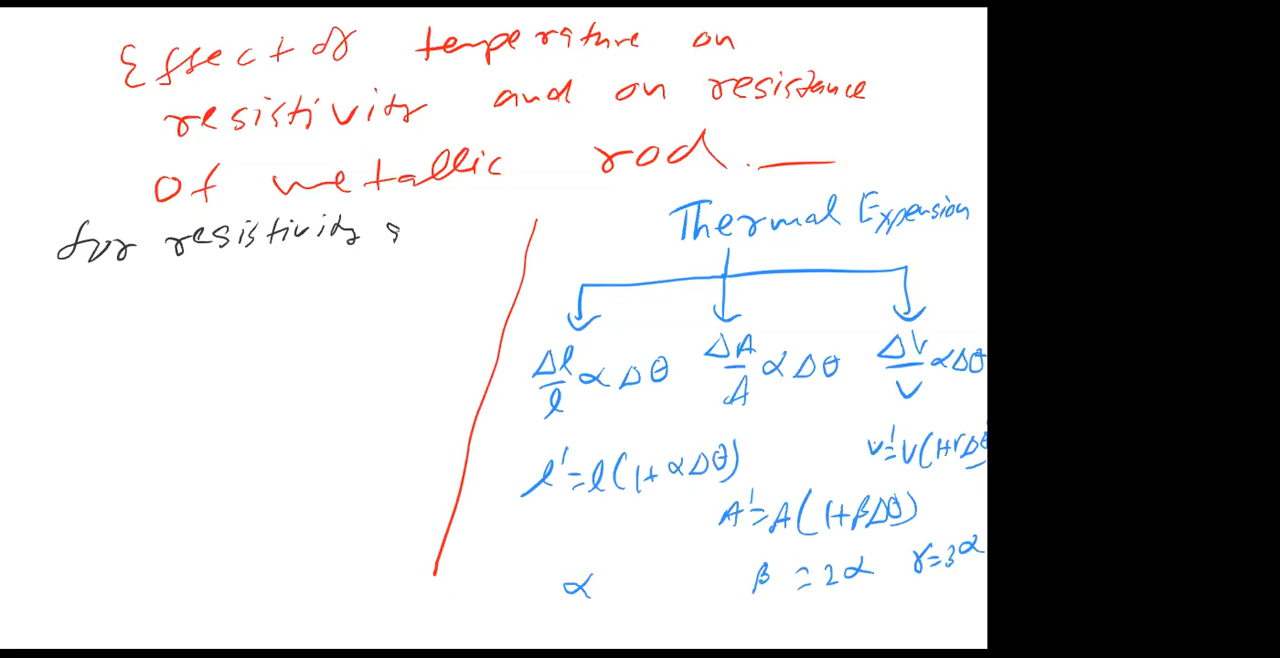 Effect of temperature on
resistivity and on resistance
of metallic rod.
for resistivity :
Thermal Expension
Δl/l ∝ Δθ ΔA/A ∝ Δθ ΔV/V ∝ Δθ
l' = l(1+αΔθ) V' = V(1+γΔθ
A' = A(1+βΔθ)
α β = 2α γ = 3α